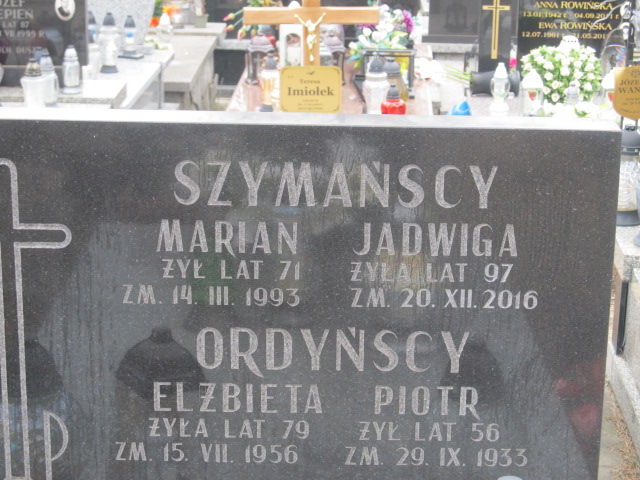 ANNA ROWIŃSKA
EWA ROWIŃSKA
Teresa
Imiołek
SZYMAŃSCY
MARIAN JADWIGA
ŻYŁ LAT 71 ŻYŁA LAT 97
ZM. 14. III. 1993 ZM. 20. XII. 2016
ORDYŃSCY
ELŻBIETA PIOTR
ŻYŁA LAT 79 ŻYŁ LAT 56
ZM. 15. VII. 1956 ZM. 29. IX. 1933